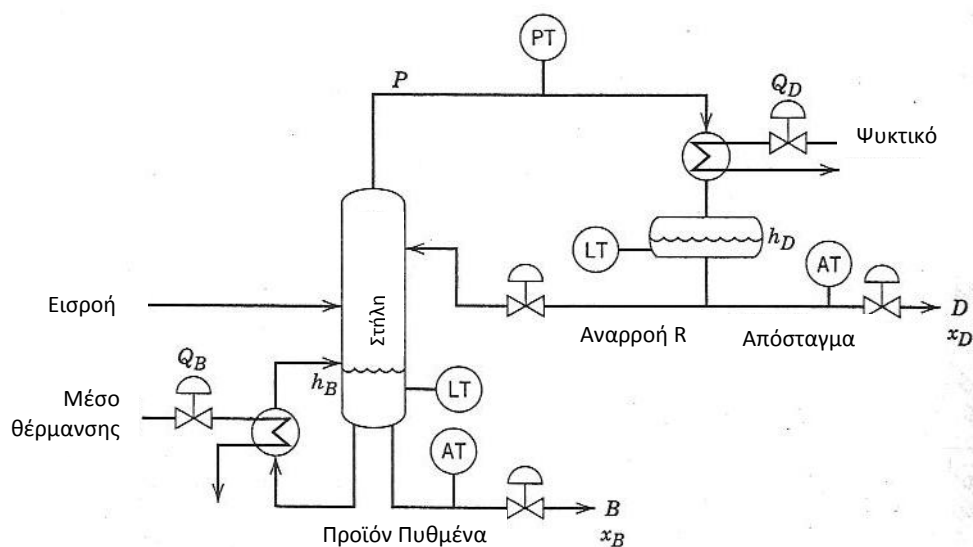 PT
P
Q_D
Ψυκτικό
LT
h_D
AT
Εισροή
Στήλη
Αναρροή R
Απόσταγμα
D
x_D
Q_B
h_B
LT
Μέσο
θέρμανσης
AT
B
x_B
Προϊόν Πυθμένα